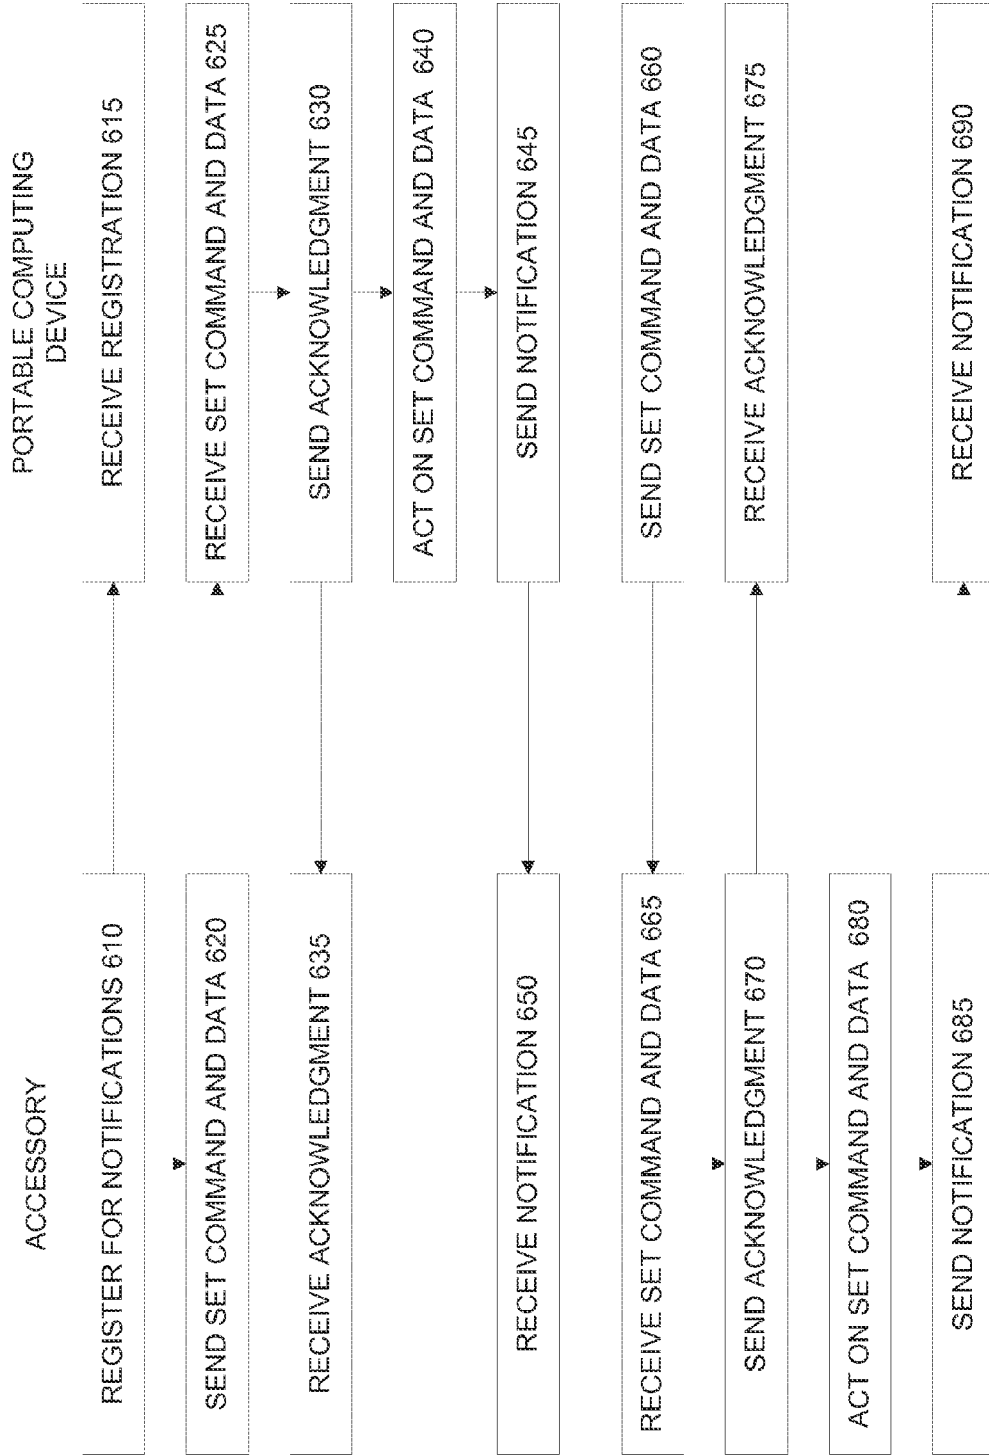 ACCESSORY
PORTABLE COMPUTING
DEVICE
REGISTER FOR NOTIFICATIONS 610
RECEIVE REGISTRATION 615
SEND SET COMMAND AND DATA 620
RECEIVE SET COMMAND AND DATA 625
RECEIVE ACKNOWLEDGMENT 635
SEND ACKNOWLEDGMENT 630
ACT ON SET COMMAND AND DATA 640
RECEIVE NOTIFICATION 650
SEND NOTIFICATION 645
RECEIVE SET COMMAND AND DATA 665
SEND SET COMMAND AND DATA 660
SEND ACKNOWLEDGMENT 670
RECEIVE ACKNOWLEDGMENT 675
ACT ON SET COMMAND AND DATA 680
SEND NOTIFICATION 685
RECEIVE NOTIFICATION 690